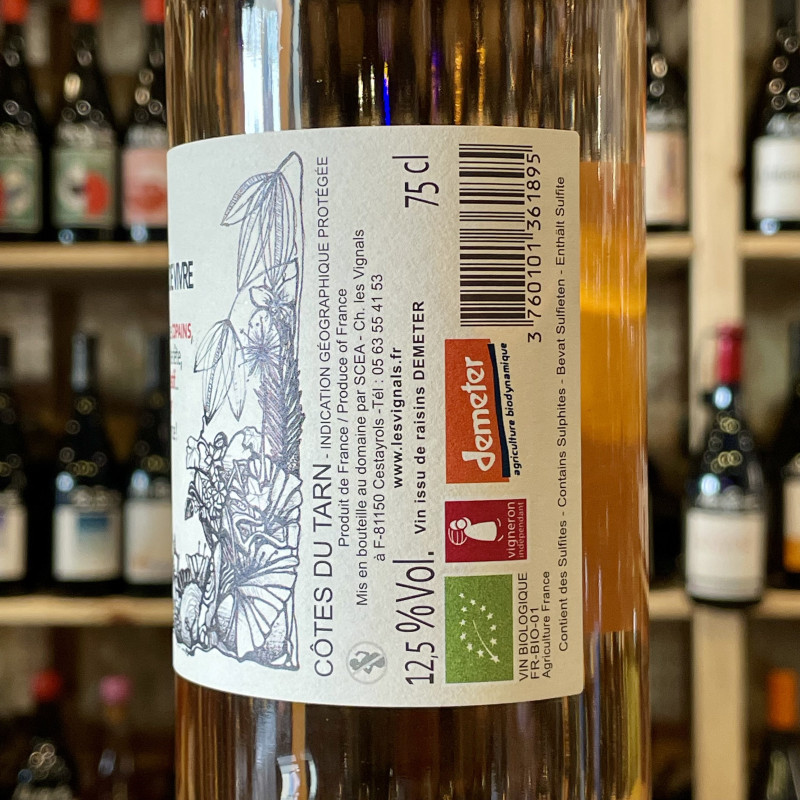 DE VIVRE
COPAINS,
CÔTES DU TARN - INDICATION GÉOGRAPHIQUE PROTÉGÉE
Produit de France / Produce of France
Mis en bouteille au domaine par SCEA - Ch. les Vignals
à F-81150 Cestayrols -Tél : 05 63 55 41 53
www.lesvignals.fr
12,5 %Vol. Vin issu de raisins DEMETER
75 cl
vigneron
indépendant
demeter
agriculture biodynamique
3 760101 361895
VIN BIOLOGIQUE
FR-BIO-01
Agriculture France
Contient des Sulfites - Contains Sulphites - Bevat Sulfieten - Enthält Sulfite